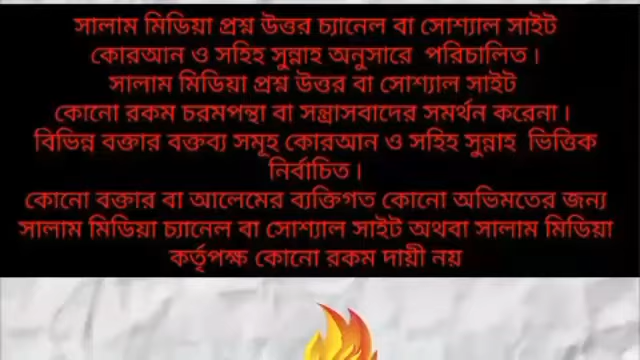 সালাম মিডিয়া প্রশ্ন উত্তর চ্যানেল বা সোশ্যাল সাইট
কোরআন ও সহিহ সুন্নাহ অনুসারে পরিচালিত।
সালাম মিডিয়া প্রশ্ন উত্তর বা সোশ্যাল সাইট
কোনো রকম চরমপন্থা বা সন্ত্রাসবাদের সমর্থন করেনা।
বিভিন্ন বক্তার বক্তব্য সমূহ কোরআন ও সহিহ সুন্নাহ ভিত্তিক
নির্বাচিত।
কোনো বক্তার বা আলেমের ব্যক্তিগত কোনো অভিমতের জন্য
সালাম মিডিয়া চ্যানেল বা সোশ্যাল সাইট অথবা সালাম মিডিয়া
কর্তৃপক্ষ কোনো রকম দায়ী নয়